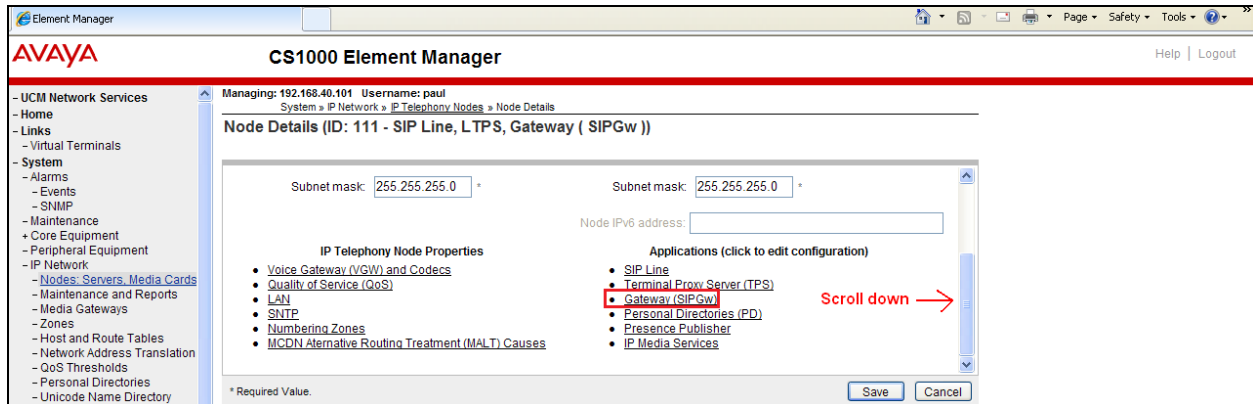 Element Manager
Page Safety Tools »
AVAYA
CS1000 Element Manager
Help | Logout
Managing: 192.168.40.101 Username: paul
System » IP Network » IP Telephony Nodes » Node Details
Node Details (ID: 111 - SIP Line, LTPS, Gateway ( SIPGw ))
- UCM Network Services
- Home
- Links
- Virtual Terminals
- System
- Alarms
- Events
- SNMP
- Maintenance
+ Core Equipment
- Peripheral Equipment
- IP Network
- Nodes: Servers, Media Cards
- Maintenance and Reports
- Media Gateways
- Zones
- Host and Route Tables
- Network Address Translation
- QoS Thresholds
- Personal Directories
- Unicode Name Directory
Subnet mask: 255.255.255.0 *
Subnet mask: 255.255.255.0 *
Node IPv6 address:
IP Telephony Node Properties
• Voice Gateway (VGW) and Codecs
• Quality of Service (QoS)
• LAN
• SNTP
• Numbering Zones
• MCDN Aternative Routing Treatment (MALT) Causes
Applications (click to edit configuration)
• SIP Line
• Terminal Proxy Server (TPS)
• Gateway (SIPGw)
• Personal Directories (PD)
• Presence Publisher
• IP Media Services
Scroll down
* Required Value.
Save
Cancel